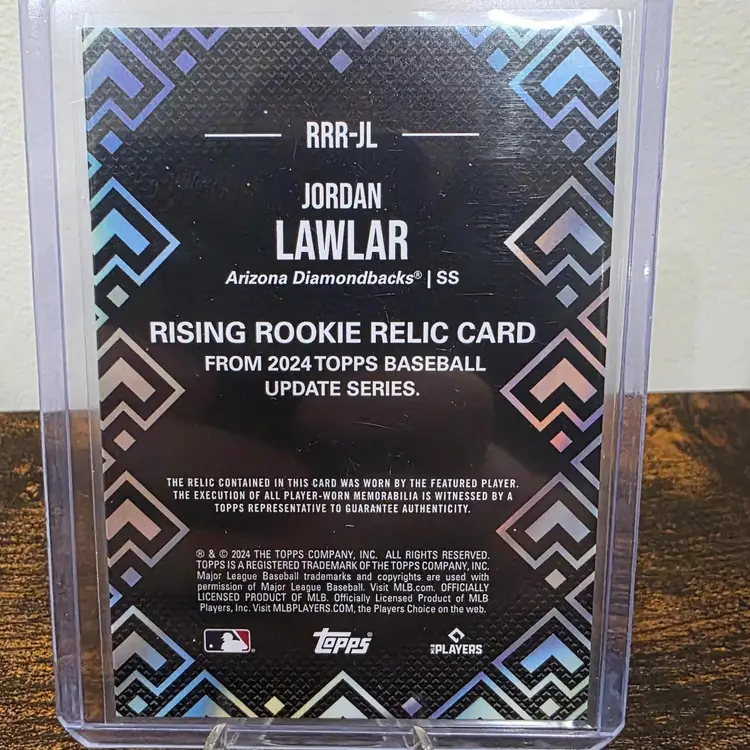 RRR-JL
JORDAN
LAWLAR
Arizona Diamondbacks® | SS
RISING ROOKIE RELIC CARD
FROM 2024 TOPPS BASEBALL
UPDATE SERIES.
THE RELIC CONTAINED IN THIS CARD WAS WORN BY THE FEATURED PLAYER.
THE EXECUTION OF ALL PLAYER-WORN MEMORABILIA IS WITNESSED BY A
TOPPS REPRESENTATIVE TO GUARANTEE AUTHENTICITY.
® & © 2024 THE TOPPS COMPANY, INC. ALL RIGHTS RESERVED.
TOPPS IS A REGISTERED TRADEMARK OF THE TOPPS COMPANY, INC.
Major League Baseball trademarks and copyrights are used with
permission of Major League Baseball. Visit MLB.com. OFFICIALLY
LICENSED PRODUCT OF MLB. Officially Licensed Product of MLB
Players, Inc. Visit MLBPLAYERS.COM, the Players Choice on the web.
topps® MLB PLAYERS